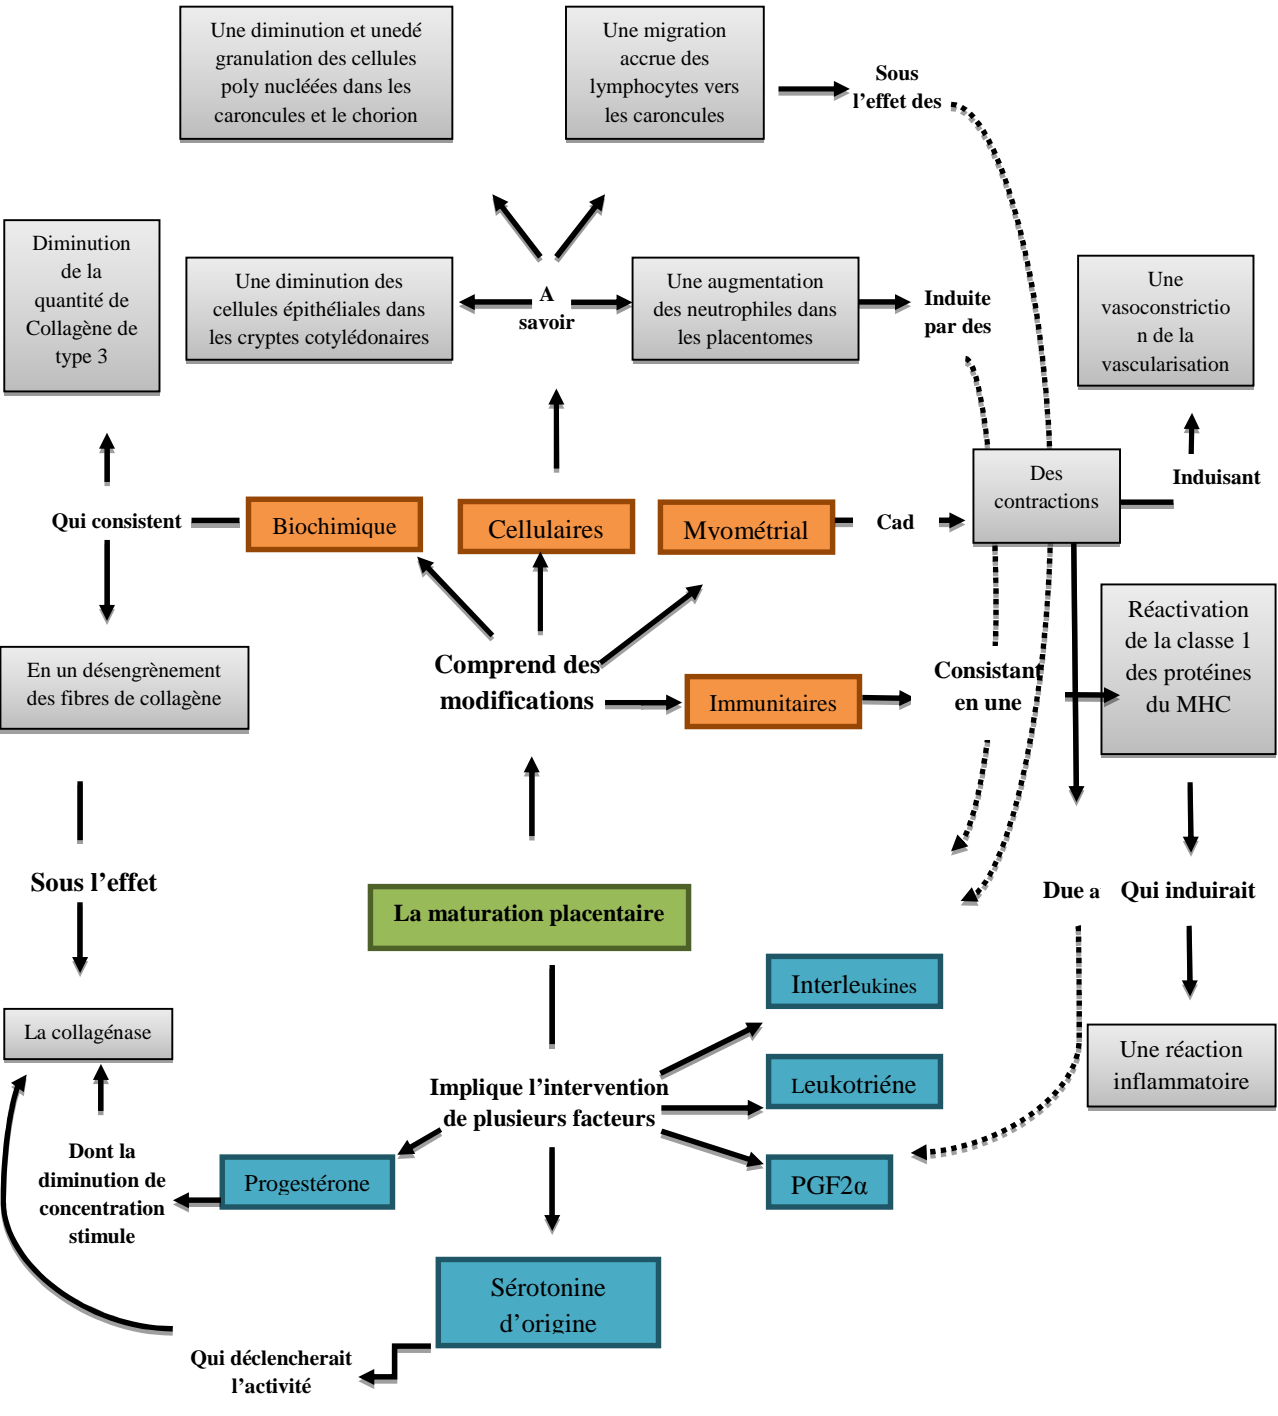 Une diminution et unedé
granulation des cellules
poly nucléées dans les
caroncules et le chorion
Une migration
accrue des
lymphocytes vers
les caroncules
Sous
l'effet des
Diminution
de la
quantité de
Collagène de
type 3
Une diminution des
cellules épithéliales dans
les cryptes cotylédonaires
A
savoir
Une augmentation
des neutrophiles dans
les placentomes
Induite
par des
Une
vasoconstrictio
n de la
vascularisation
Des
contractions
Induisant
Qui consistent
Biochimique
Cellulaires
Myométrial
Cad
Réactivation
de la classe 1
des protéines
du MHC
En un désengrènement
des fibres de collagène
Comprend des
modifications
Immunitaires
Consistant
en une
Sous l'effet
La maturation placentaire
Due a
Qui induirait
Interleukines
La collagénase
Implique l'intervention
de plusieurs facteurs
Leukotriéne
Une réaction
inflammatoire
Dont la
diminution de
concentration
stimule
Progestérone
PGF2α
Sérotonine
d'origine
Qui déclencherait
l'activité